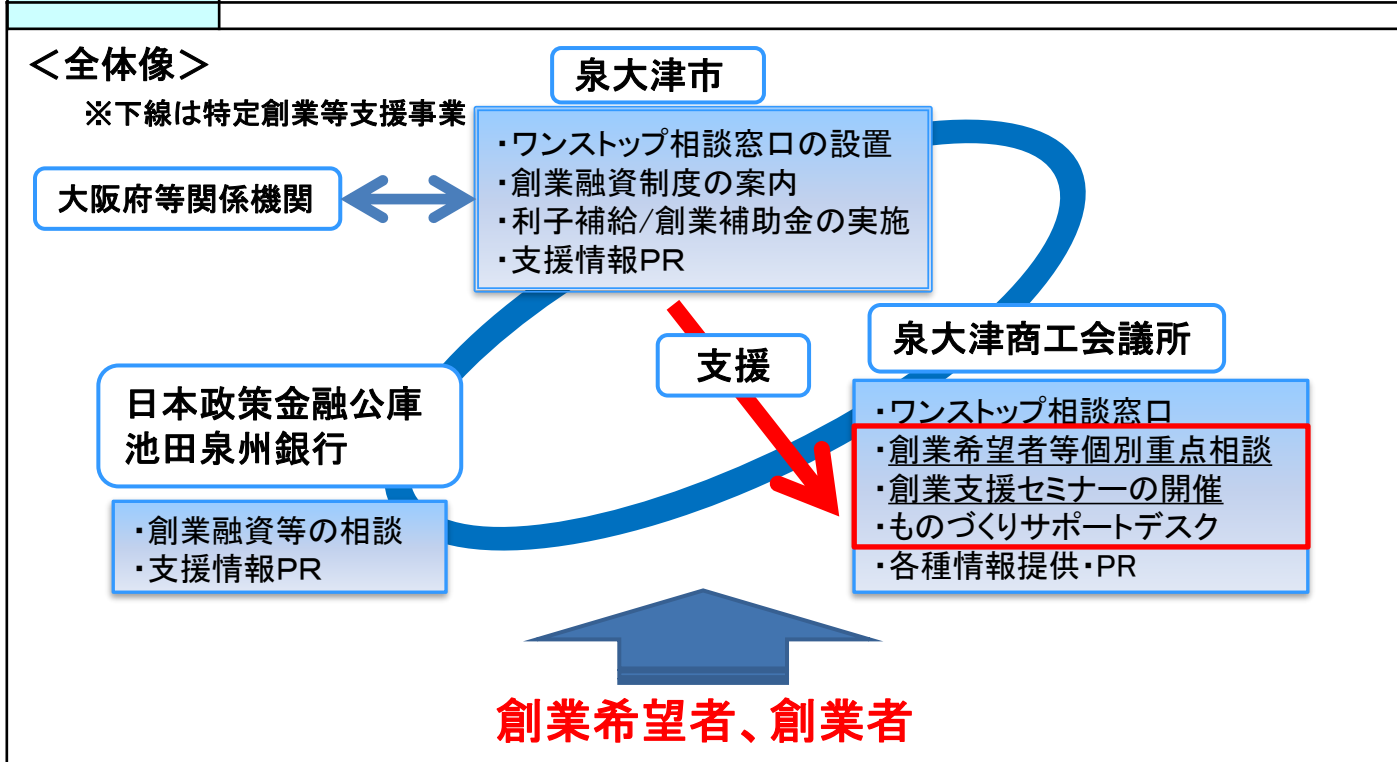 ＜全体像＞
※下線は特定創業等支援事業
泉大津市
・ワンストップ相談窓口の設置
・創業融資制度の案内
・利子補給/創業補助金の実施
・支援情報PR
大阪府等関係機関
支援
泉大津商工会議所
・ワンストップ相談窓口
・創業希望者等個別重点相談
・創業支援セミナーの開催
・ものづくりサポートデスク
・各種情報提供・PR
日本政策金融公庫
池田泉州銀行
・創業融資等の相談
・支援情報PR
創業希望者、創業者